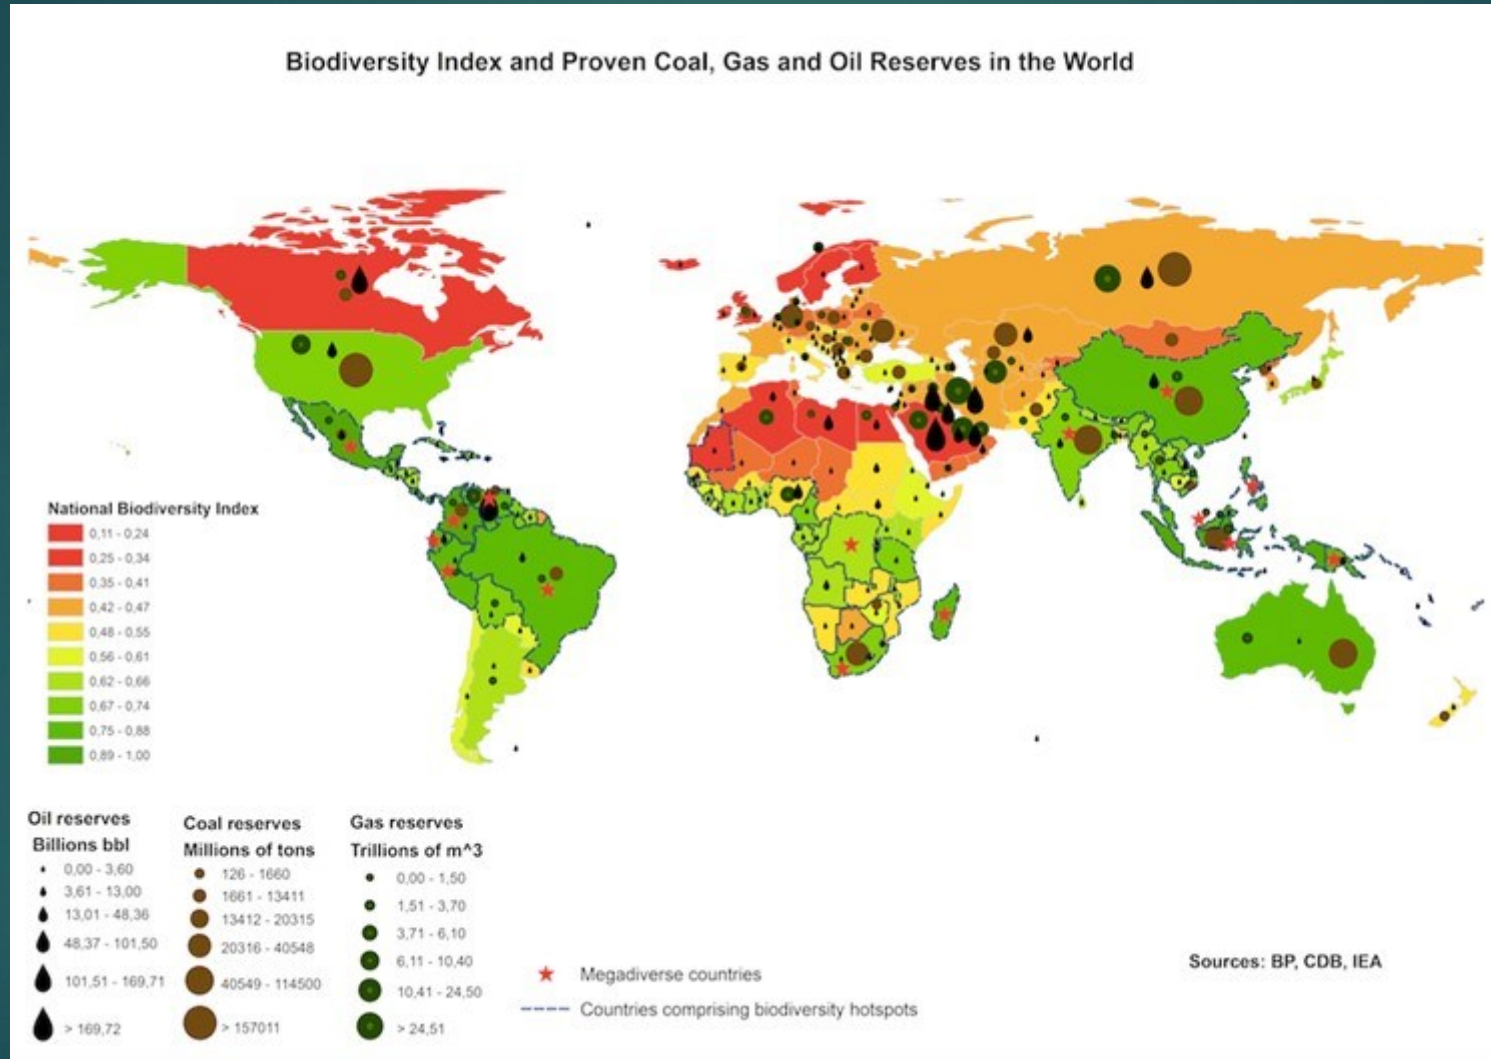 Biodiversity Index and Proven Coal, Gas and Oil Reserves in the World
National Biodiversity Index
0,11 - 0,24
0,25 - 0,34
0,35 - 0,41
0,42 - 0,47
0,48 - 0,55
0,56 - 0,61
0,62 - 0,66
0,67 - 0,74
0,75 - 0,88
0,89 - 1,00
Oil reserves
Billions bbl
0,00 - 3,60
3,61 - 13,00
13,01 - 48,36
48,37 - 101,50
101,51 - 169,71
> 169,72
Coal reserves
Millions of tons
126 - 1660
1661 - 13411
13412 - 20315
20316 - 40548
40549 - 114500
> 157011
Gas reserves
Trillions of m^3
0,00 - 1,50
1,51 - 3,70
3,71 - 6,10
6,11 - 10,40
10,41 - 24,50
> 24,51
Megadiverse countries
Countries comprising biodiversity hotspots
Sources: BP, CDB, IEA